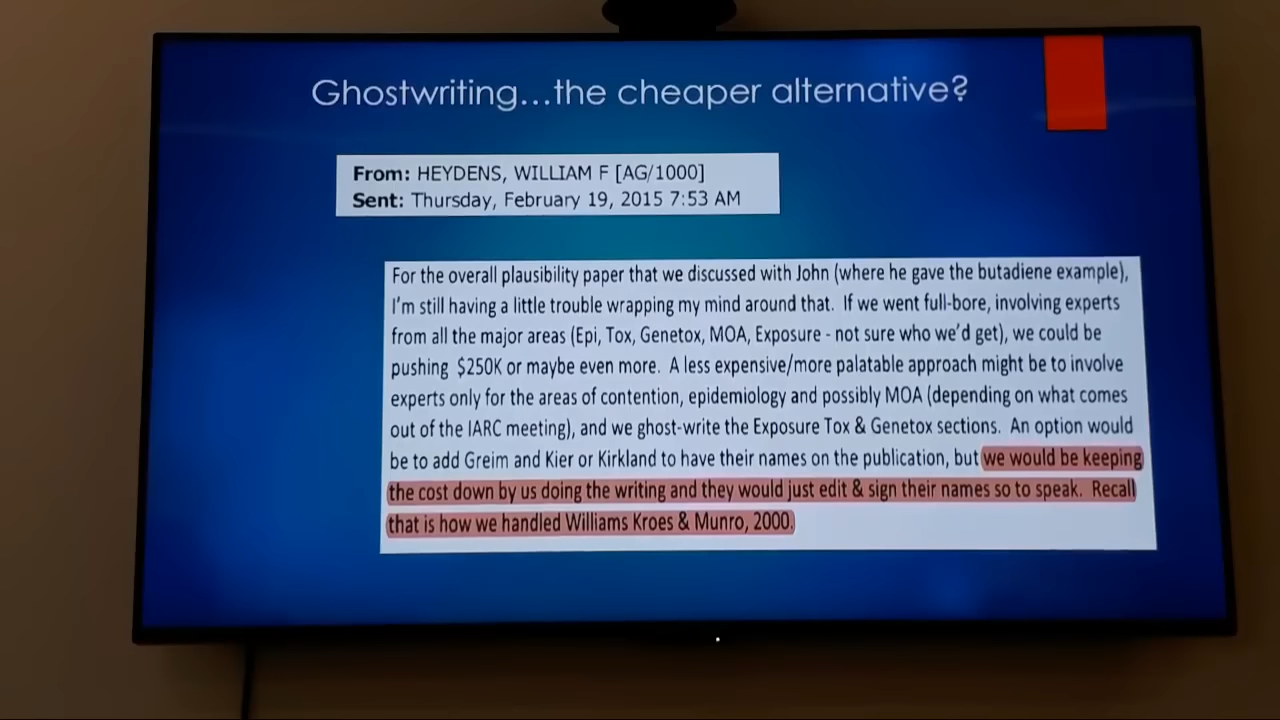 Ghostwriting...the cheaper alternative?
From: HEYDENS, WILLIAM F [AG/1000]
Sent: Thursday, February 19, 2015 7:53 AM
For the overall plausibility paper that we discussed with John (where he gave the butadiene example),
I'm still having a little trouble wrapping my mind around that.  If we went full-bore, involving experts
from all the major areas (Epi, Tox, Genetox, MOA, Exposure - not sure who we'd get), we could be
pushing  $250K or maybe even more.  A less expensive/more palatable approach might be to involve
experts only for the areas of contention, epidemiology and possibly MOA (depending on what comes
out of the IARC meeting), and we ghost-write the Exposure Tox & Genetox sections.  An option would
be to add Greim and Kier or Kirkland to have their names on the publication, but we would be keeping
the cost down by us doing the writing and they would just edit & sign their names so to speak.  Recall
that is how we handled Williams Kroes & Munro, 2000.